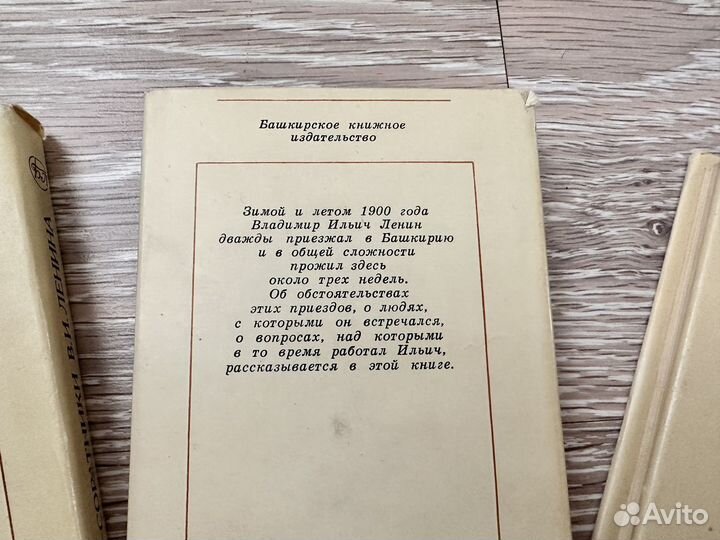 Башкирское книжное
издательство
Зимой и летом 1900 года
Владимир Ильич Ленин
дважды приезжал в Башкирию
и в общей сложности
прожил здесь
около трех недель.
Об обстоятельствах
этих приездов, о людях,
с которыми он встречался,
о вопросах, над которыми
в то время работал Ильич,
рассказывается в этой книге.
СОРАТНИКИ В.И.ЛЕНИНА
Avito